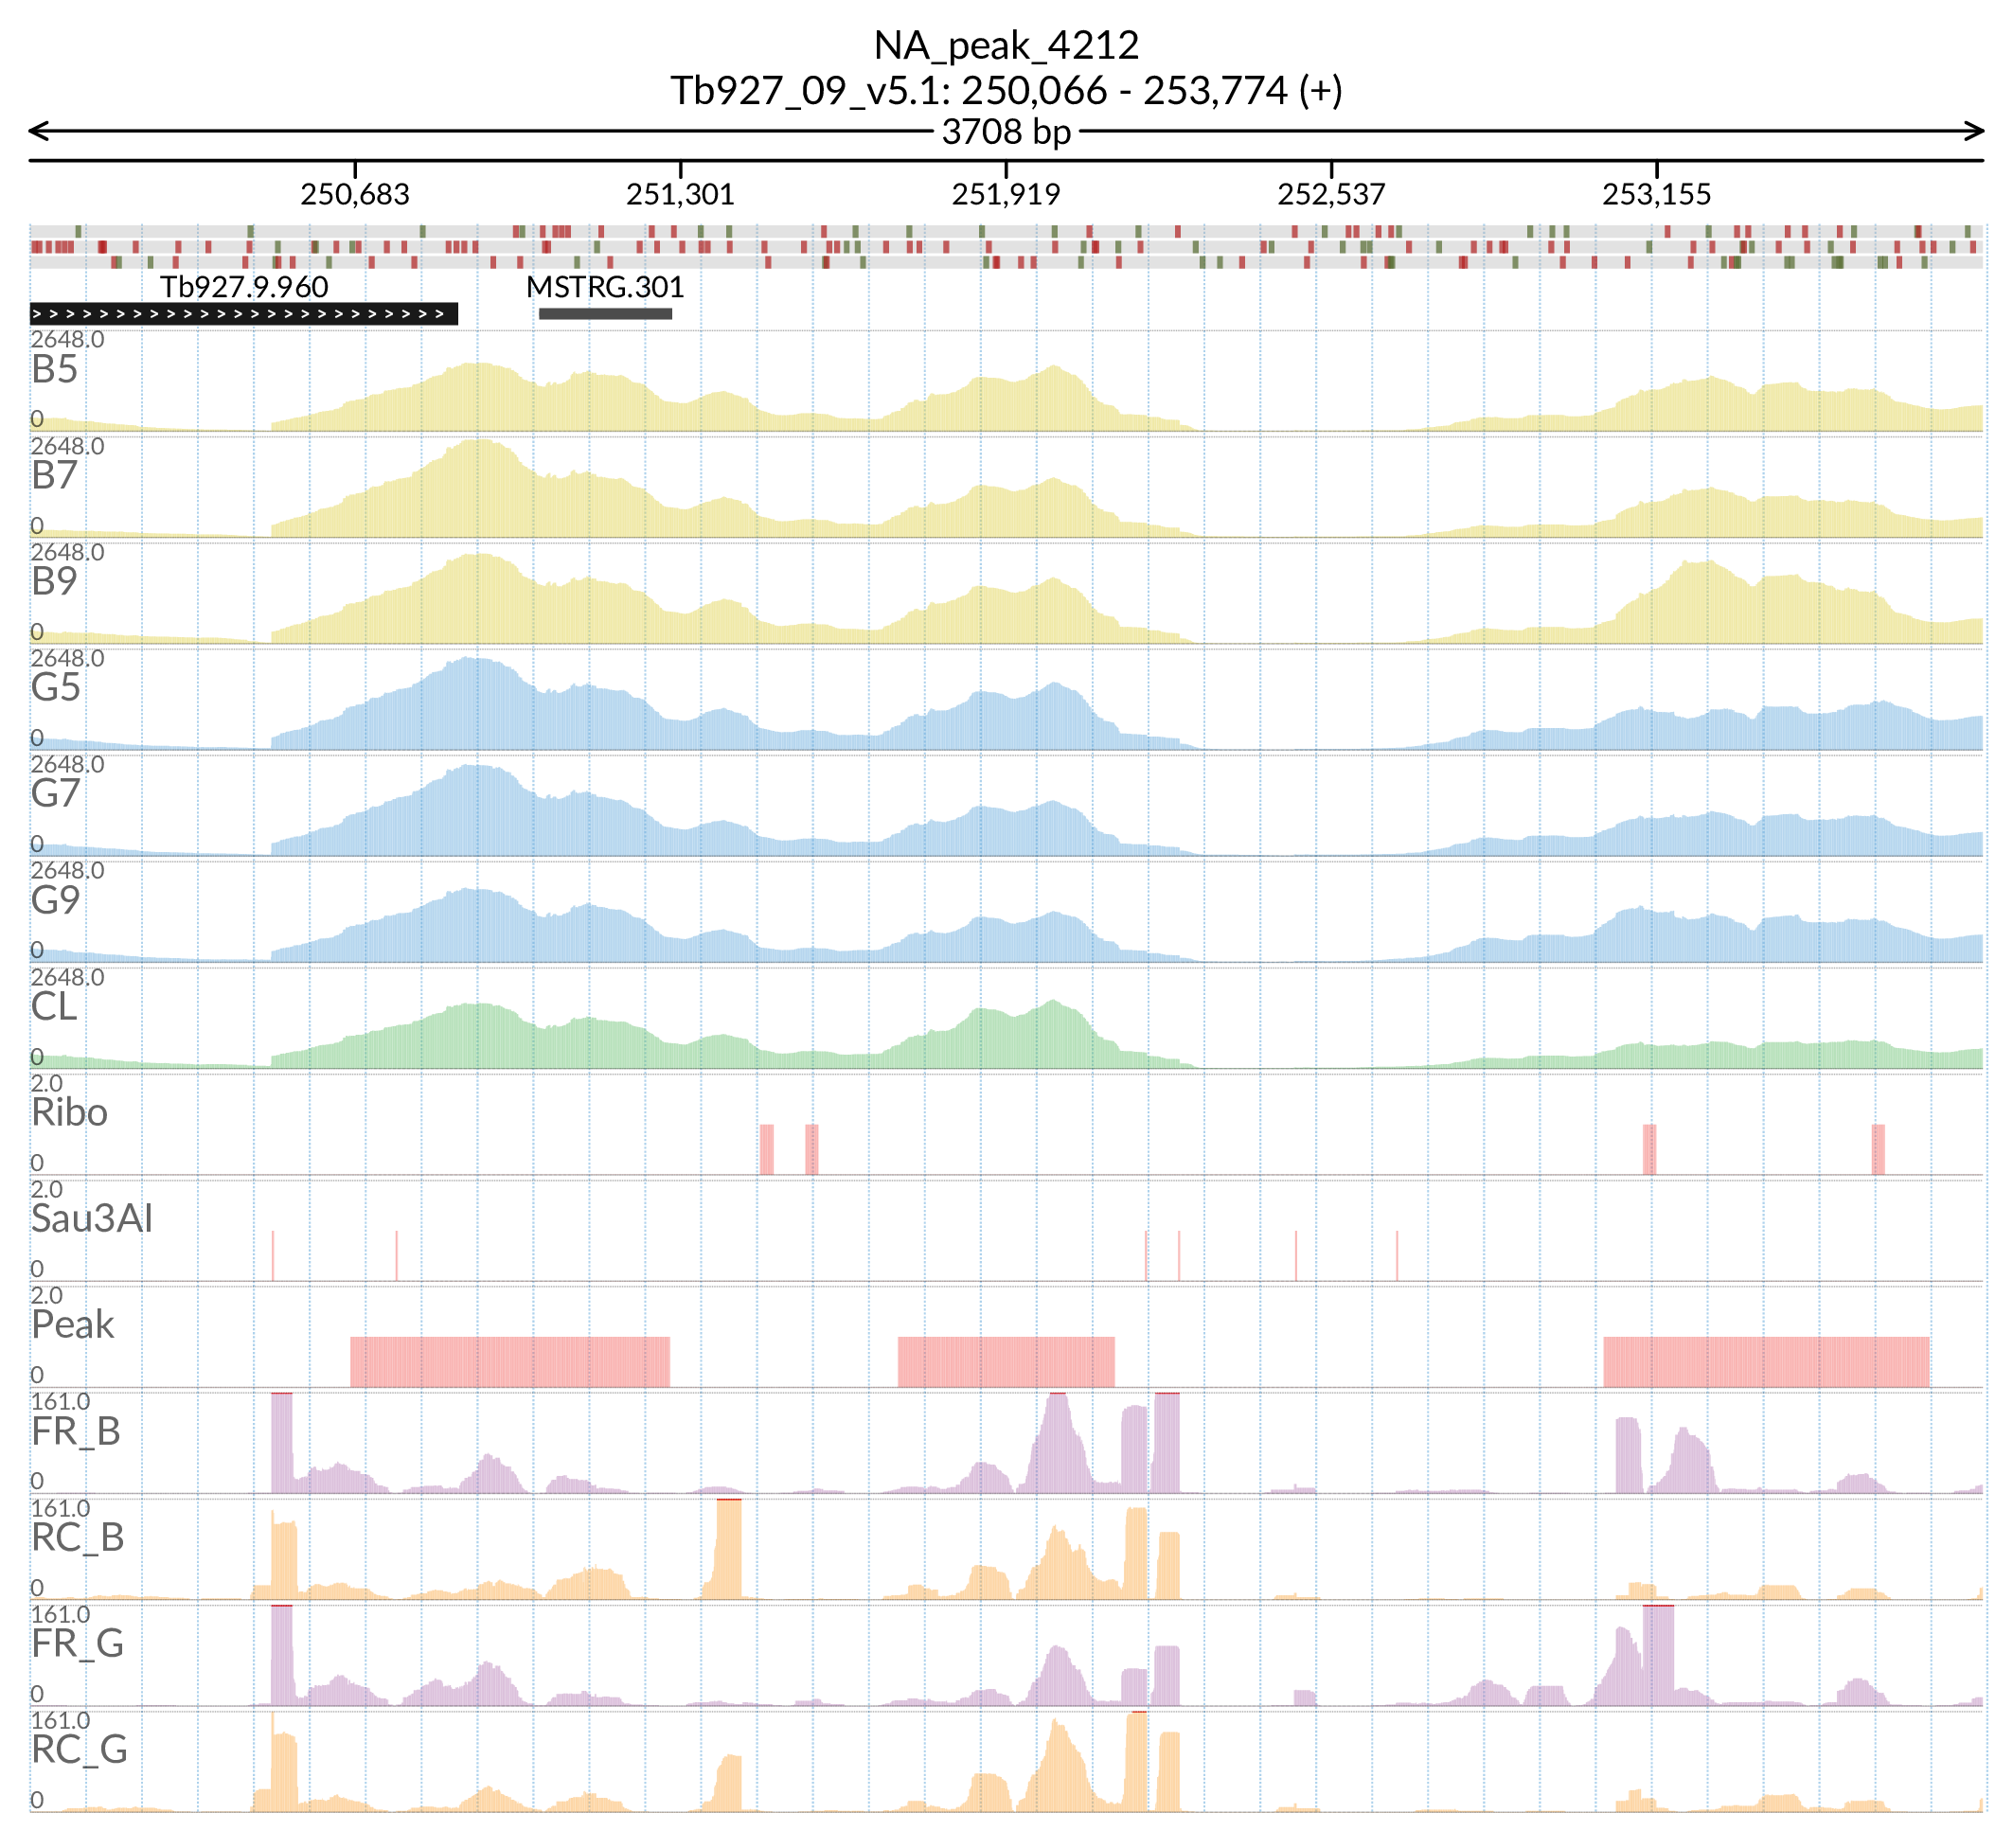 NA_peak_4212
Tb927_09_v5.1: 250,066 - 253,774 (+)
3708 bp
250,683 251,301 251,919 252,537 253,155
Tb927.9.960 MSTRG.301
2648.0
B5
0
2648.0
B7
0
2648.0
B9
0
2648.0
G5
0
2648.0
G7
0
2648.0
G9
0
2648.0
CL
0
2.0
Ribo
0
2.0
Sau3AI
0
2.0
Peak
0
161.0
FR_B
0
161.0
RC_B
0
161.0
FR_G
0
161.0
RC_G
0